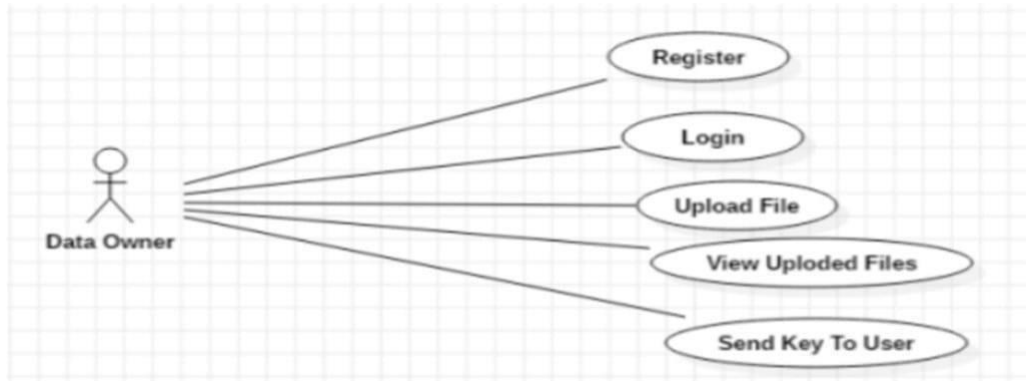 Register
Login
Upload File
Data Owner
View Uploded Files
Send Key To User